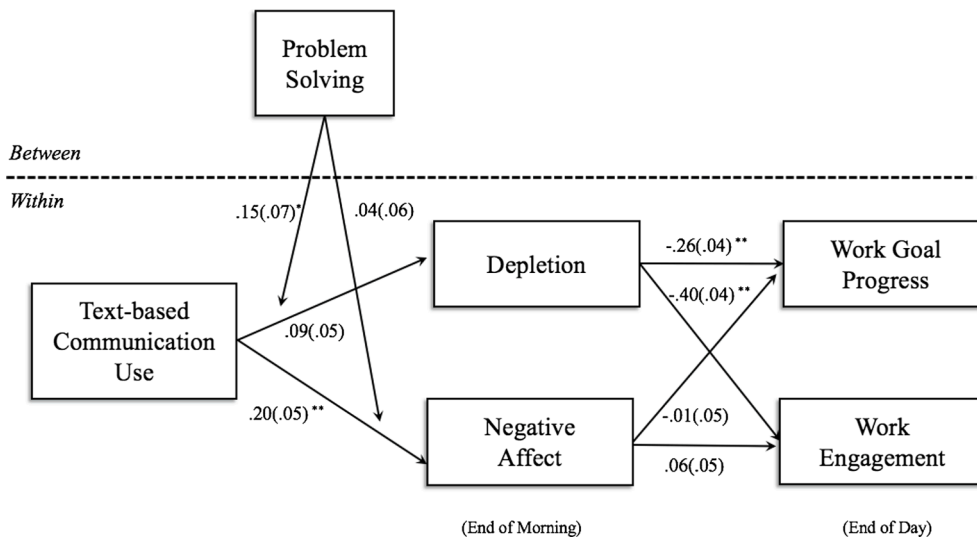 Problem
Solving
Between
Within
.15(.07)*
.04(.06)
Depletion
-.26(.04) **
Work Goal
Progress
-.40(.04) **
Text-based
Communication
Use
.09(.05)
.20(.05) **
Negative
Affect
-.01(.05)
.06(.05)
Work
Engagement
(End of Morning)
(End of Day)